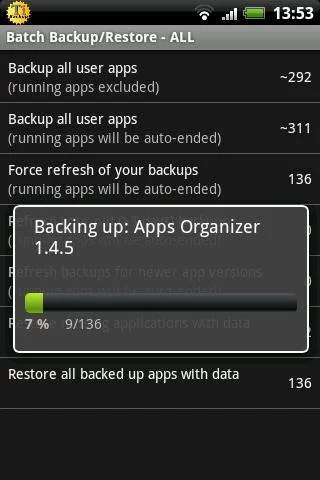 13:53
Batch Backup/Restore - ALL
Backup all user apps
(running apps excluded)
~292
Backup all user apps
(running apps will be auto-ended)
~311
Force refresh of your backups
(running apps will be auto-ended)
136
Backing up: Apps Organizer
1.4.5
Refresh backups for newer app versions
7 % 9/136
applications with data
Restore all backed up apps with data
136